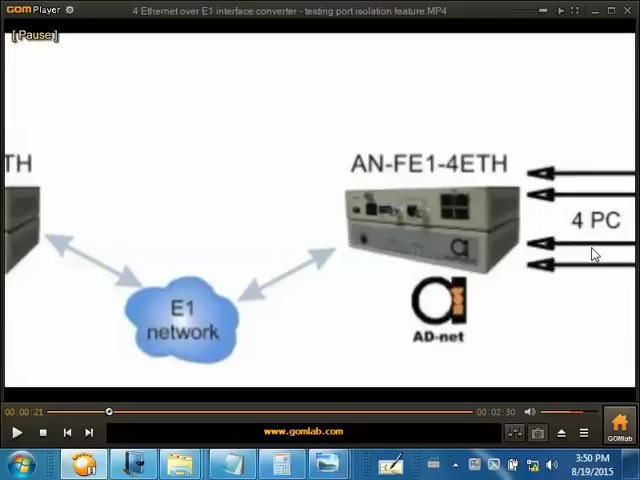 GOM Player
4 Ethernet over E1 interface converter - testing port isolation feature.MP4
[ Pause ]
TH
AN-FE1-4ETH
4 PC
E1
network
AD-net
00:00:21
00:02:30
www.gomlab.com
GOMlab
3:50 PM
8/19/2015